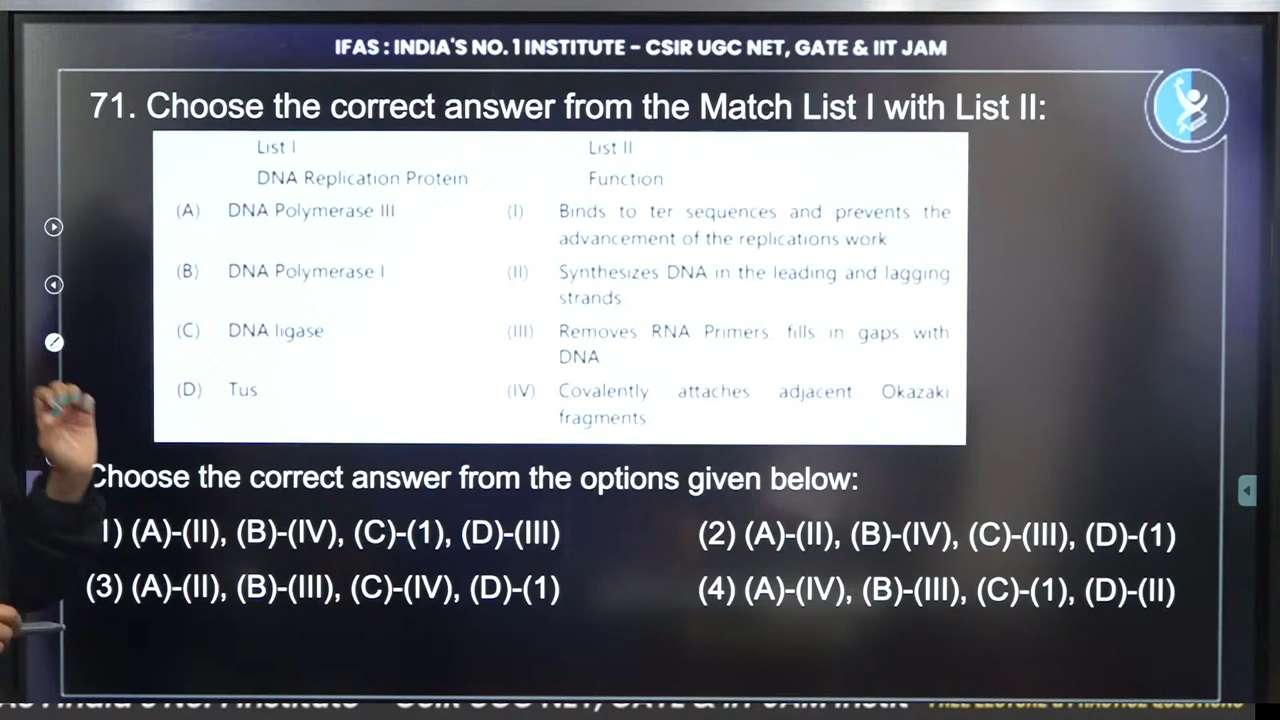 IFAS : INDIA'S NO. 1 INSTITUTE - CSIR UGC NET, GATE & IIT JAM
71. Choose the correct answer from the Match List I with List II:
List I List II
DNA Replication Protein Function
(A) DNA Polymerase III (I) Binds to ter sequences and prevents the
advancement of the replications work
(B) DNA Polymerase I (II) Synthesizes DNA in the leading and lagging
strands
(C) DNA ligase (III) Removes RNA Primers, fills in gaps with
DNA
(D) Tus (IV) Covalently attaches adjacent Okazaki
fragments
Choose the correct answer from the options given below:
1) (A)-(II), (B)-(IV), (C)-(1), (D)-(III) (2) (A)-(II), (B)-(IV), (C)-(III), (D)-(1)
(3) (A)-(II), (B)-(III), (C)-(IV), (D)-(1) (4) (A)-(IV), (B)-(III), (C)-(1), (D)-(II)